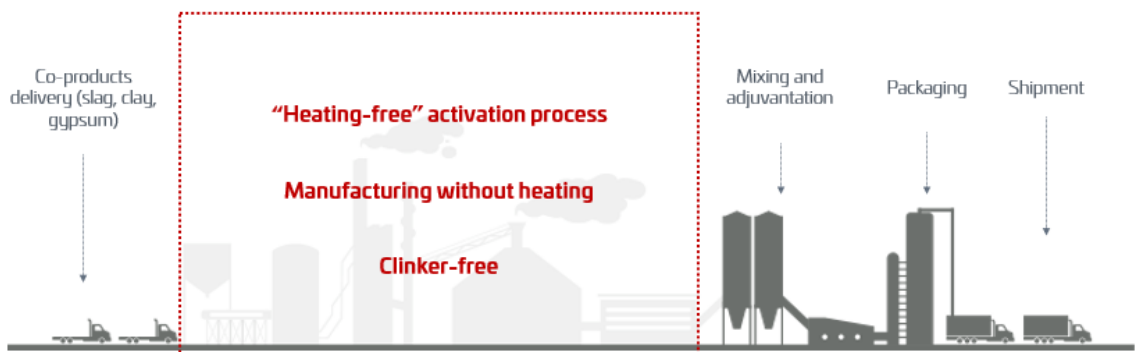 Co-products
delivery (slag, clay,
gypsum)
“Heating-free” activation process
Manufacturing without heating
Clinker-free
Mixing and
adjuvantation
Packaging
Shipment